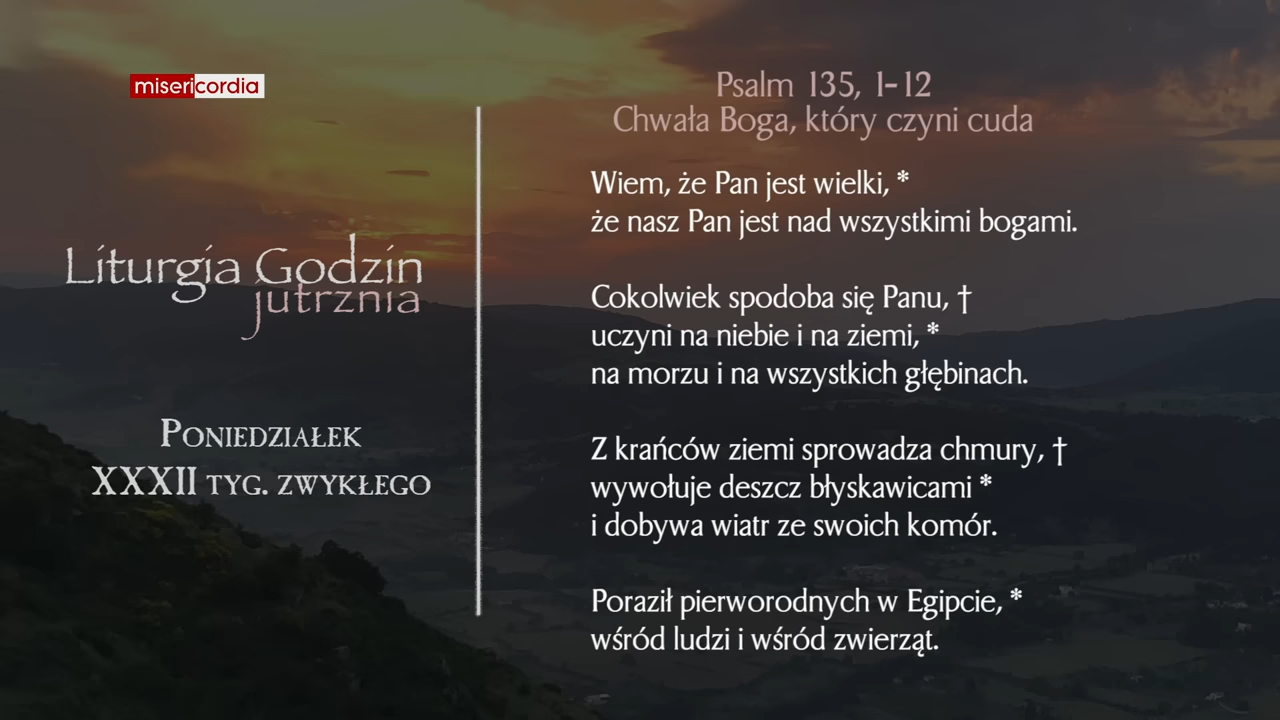 misericordia
Liturgia Godzin
jutrznia
Poniedziałek
XXXII tyg. zwykłego
Psalm 135, 1-12
Chwała Boga, który czyni cuda
Wiem, że Pan jest wielki, *
że nasz Pan jest nad wszystkimi bogami.
Cokolwiek spodoba się Panu, †
uczyni na niebie i na ziemi, *
na morzu i na wszystkich głębinach.
Z krańców ziemi sprowadza chmury, †
wywołuje deszcz błyskawicami *
i dobywa wiatr ze swoich komór.
Poraził pierworodnych w Egipcie, *
wśród ludzi i wśród zwierząt.